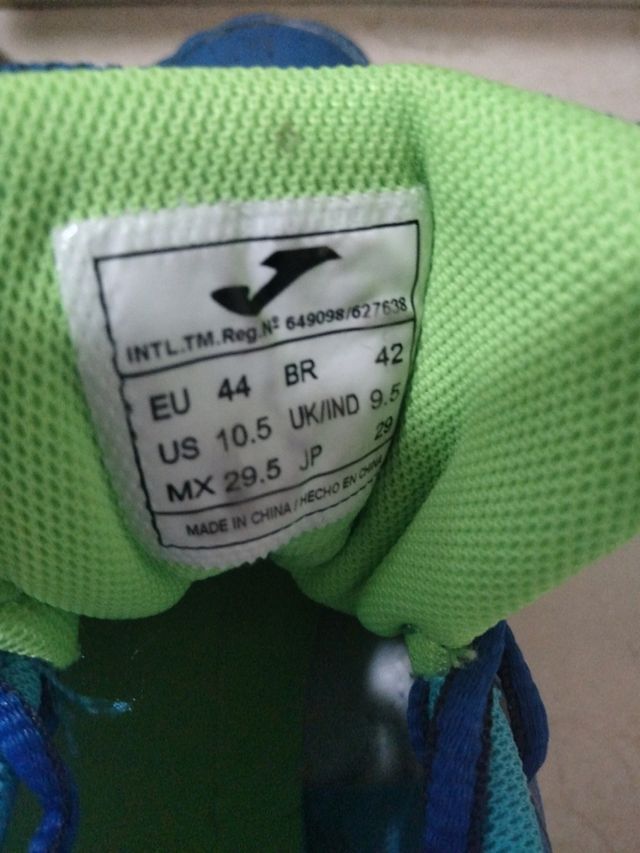 INTL.TM.Reg.Nº 649098/627638
EU 44 BR 42
US 10.5 UK/IND 9.5
MX 29.5 JP 29
MADE IN CHINA / HECHO EN CHINA